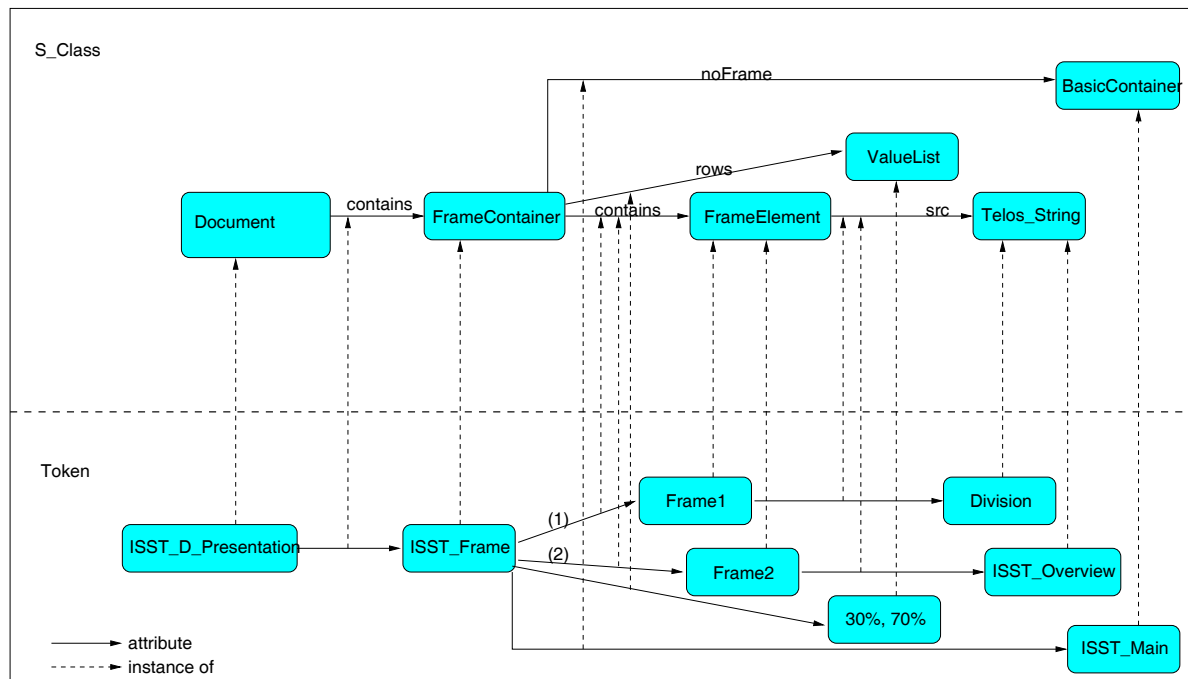 S_Class
noFrame
BasicContainer
ValueList
rows
Document
contains
FrameContainer
contains
FrameElement
src
Telos_String
Token
Frame1
Division
(1)
ISST_D_Presentation
ISST_Frame
(2)
Frame2
ISST_Overview
30%, 70%
attribute
ISST_Main
instance of